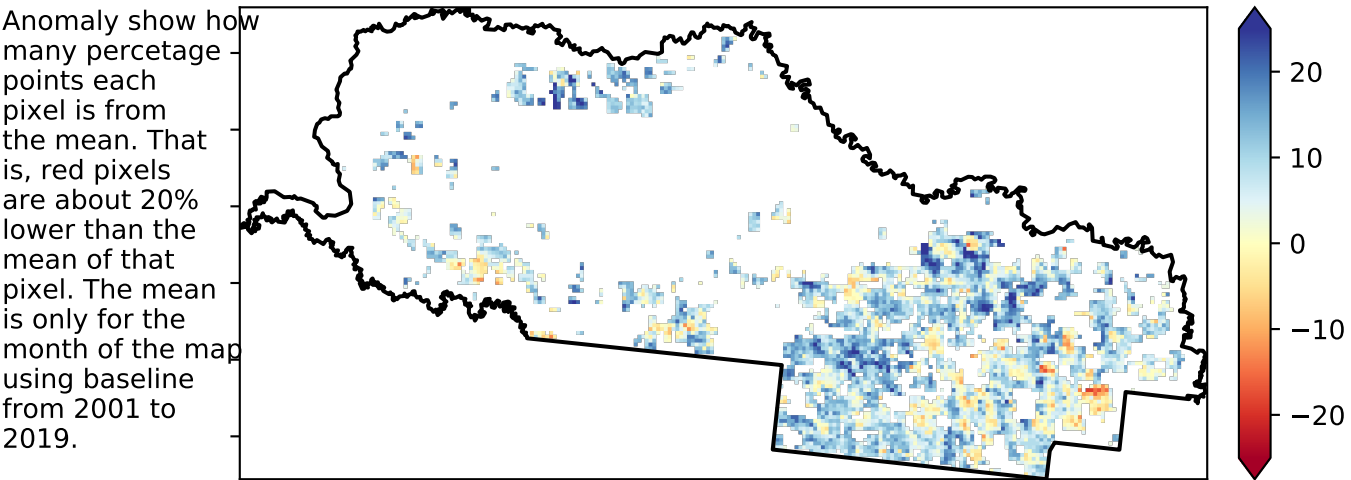 Anomaly show how
many percetage
points each
pixel is from
the mean. That
is, red pixels
are about 20%
lower than the
mean of that
pixel. The mean
is only for the
month of the map
using baseline
from 2001 to
2019.
20
10
0
−10
−20